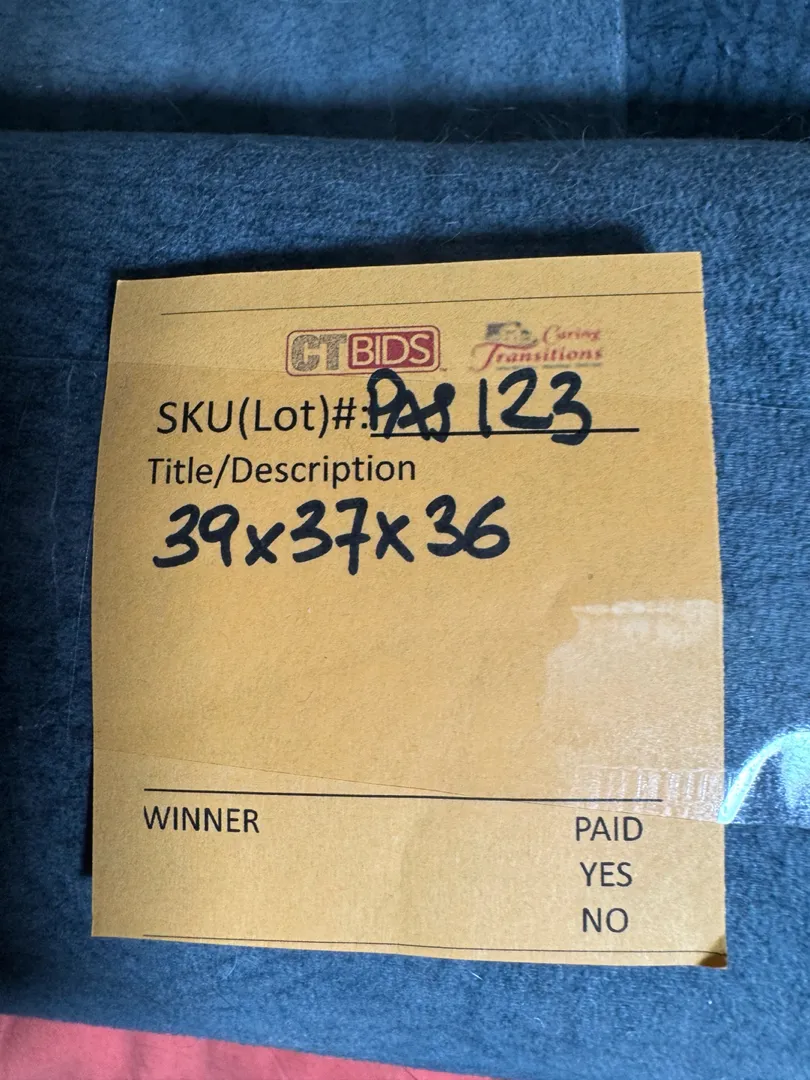 CTBIDS
Caring
Transitions
SKU(Lot)#: PAS 123
Title/Description
39x37x36
WINNER
PAID
YES
NO